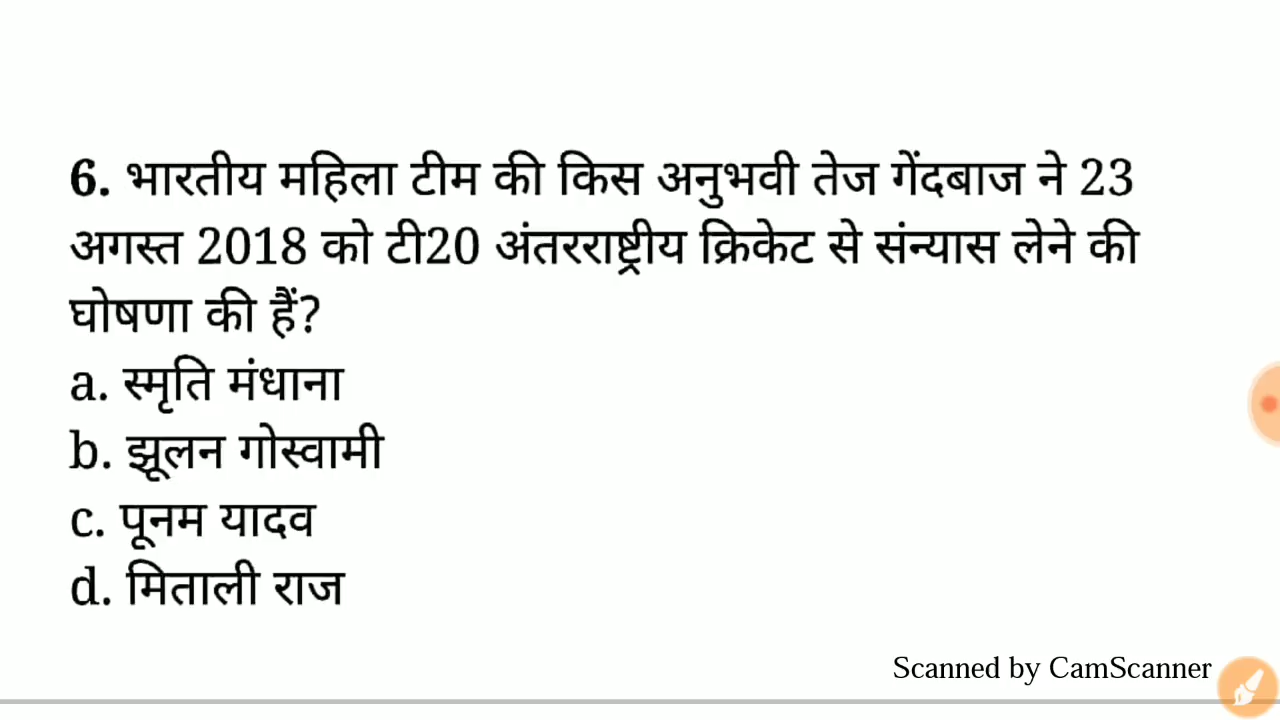 6. भारतीय महिला टीम की किस अनुभवी तेज गेंदबाज ने 23
अगस्त 2018 को टी20 अंतरराष्ट्रीय क्रिकेट से संन्यास लेने की
घोषणा की हैं?
a. स्मृति मंधाना
b. झूलन गोस्वामी
c. पूनम यादव
d. मिताली राज
Scanned by CamScanner